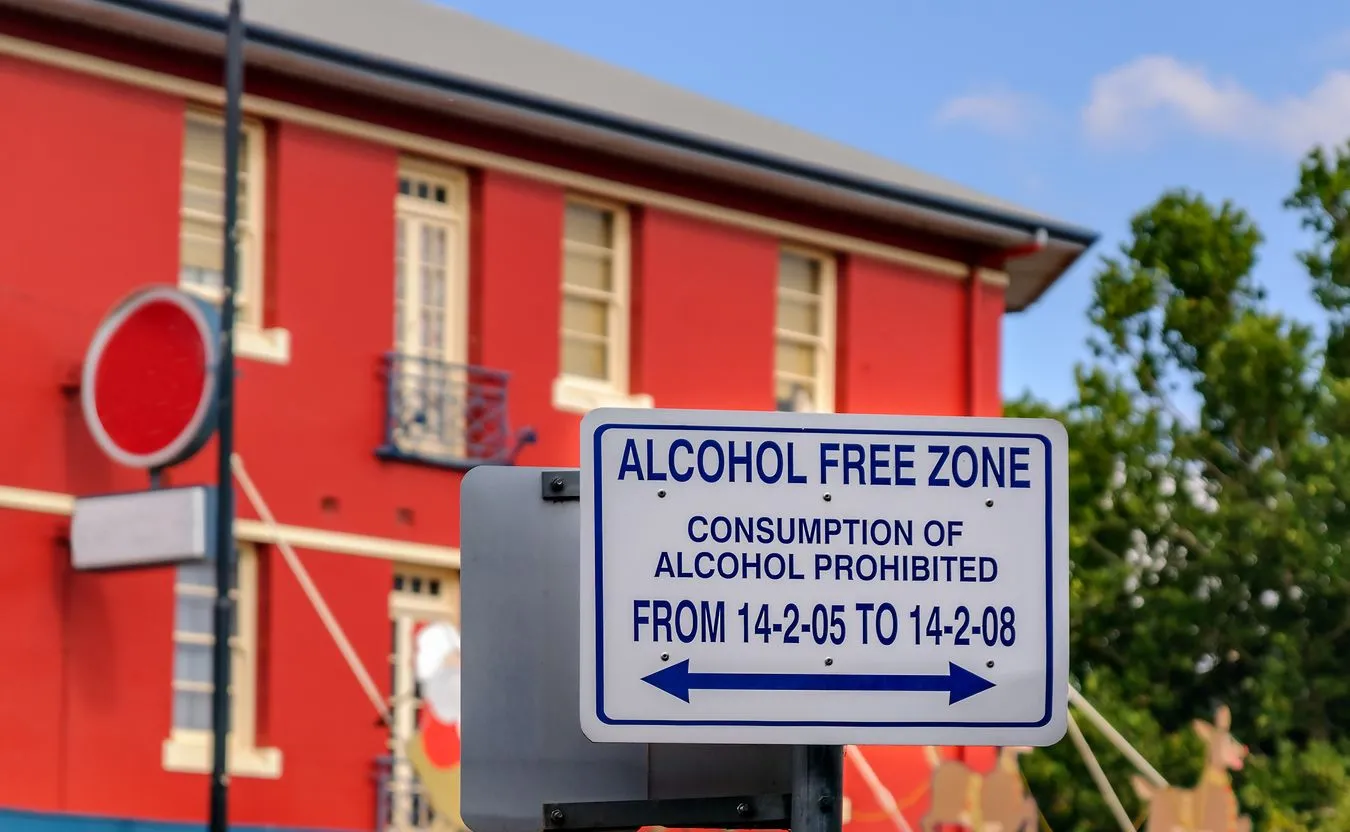 ALCOHOL FREE ZONE
CONSUMPTION OF
ALCOHOL PROHIBITED
FROM 14-2-05 TO 14-2-08